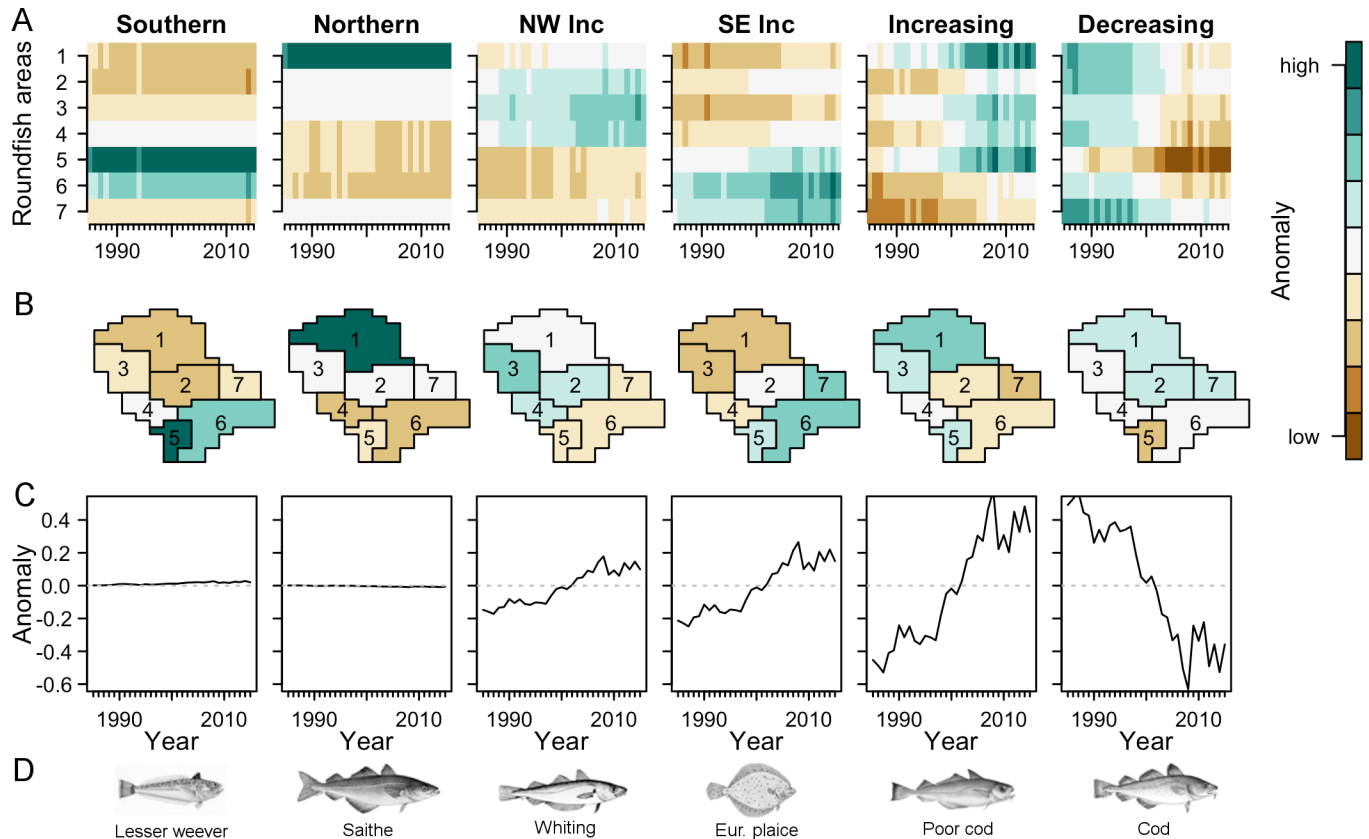 A
Southern Northern NW Inc SE Inc Increasing Decreasing
Roundfish areas
1
2
3
4
5
6
7
1990 2010 1990 2010 1990 2010 1990 2010 1990 2010 1990 2010
high
Anomaly
low
B
1 3 2 7 4 6 5
1 3 2 7 4 6 5
1 3 2 7 4 6 5
1 3 2 7 4 6 5
1 3 2 7 4 6 5
1 3 2 7 4 6 5
C
Anomaly
0.4
0.2
0.0
-0.2
-0.4
-0.6
1990 2010 1990 2010 1990 2010 1990 2010 1990 2010 1990 2010
Year Year Year Year Year Year
D
Lesser weever Saithe Whiting Eur. plaice Poor cod Cod